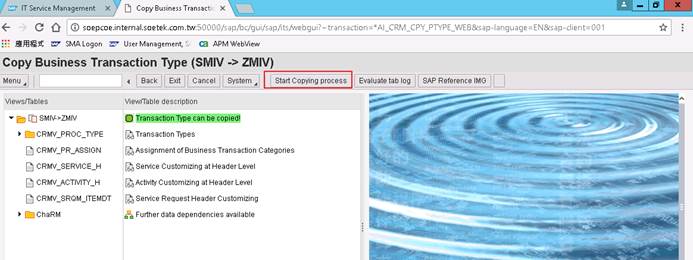 IT Service Management
Copy Business Transaction
soepcoe.internal.soetek.com.tw:50000/sap/bc/gui/sap/its/webgui?~transaction=*AI_CRM_CPY_PTYPE_WEB&sap-language=EN&sap-client=001
應用程式 SMA Logon User Management, S APM WebView
Copy Business Transaction Type (SMIV -> ZMIV)
Menu Back Exit Cancel System Start Copying process Evaluate tab log SAP Reference IMG
Views/Tables View/Table description
SMIV->ZMIV Transaction Type can be copied!
CRMV_PROC_TYPE Transaction Types
CRMV_PR_ASSIGN Assignment of Business Transaction Categories
CRMV_SERVICE_H Service Customizing at Header Level
CRMV_ACTIVITY_H Activity Customizing at Header Level
CRMV_SRQM_ITEMDT Service Request Header Customizing
ChaRM Further data dependencies available